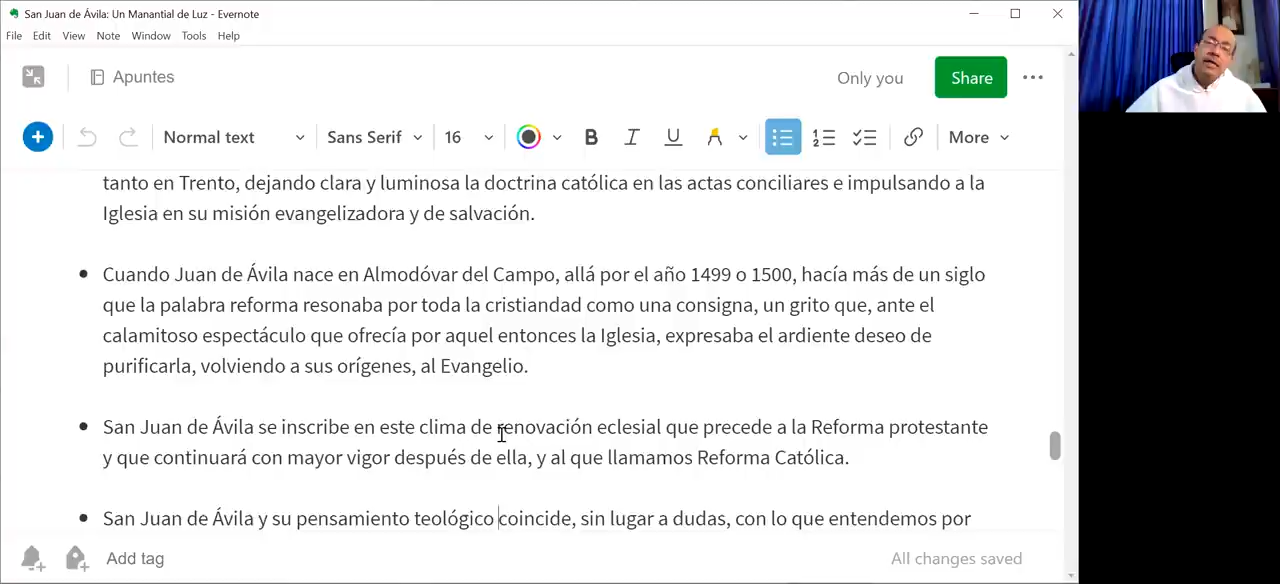 San Juan de Ávila: Un Manantial de Luz - Evernote
File Edit View Note Window Tools Help
Apuntes
Only you
Share
Normal text
Sans Serif
16
B I U
More
tanto en Trento, dejando clara y luminosa la doctrina católica en las actas conciliares e impulsando a la
Iglesia en su misión evangelizadora y de salvación.
• Cuando Juan de Ávila nace en Almodóvar del Campo, allá por el año 1499 o 1500, hacía más de un siglo
que la palabra reforma resonaba por toda la cristiandad como una consigna, un grito que, ante el
calamitoso espectáculo que ofrecía por aquel entonces la Iglesia, expresaba el ardiente deseo de
purificarla, volviendo a sus orígenes, al Evangelio.
• San Juan de Ávila se inscribe en este clima de renovación eclesial que precede a la Reforma protestante
y que continuará con mayor vigor después de ella, y al que llamamos Reforma Católica.
• San Juan de Ávila y su pensamiento teológico coincide, sin lugar a dudas, con lo que entendemos por
Add tag
All changes saved